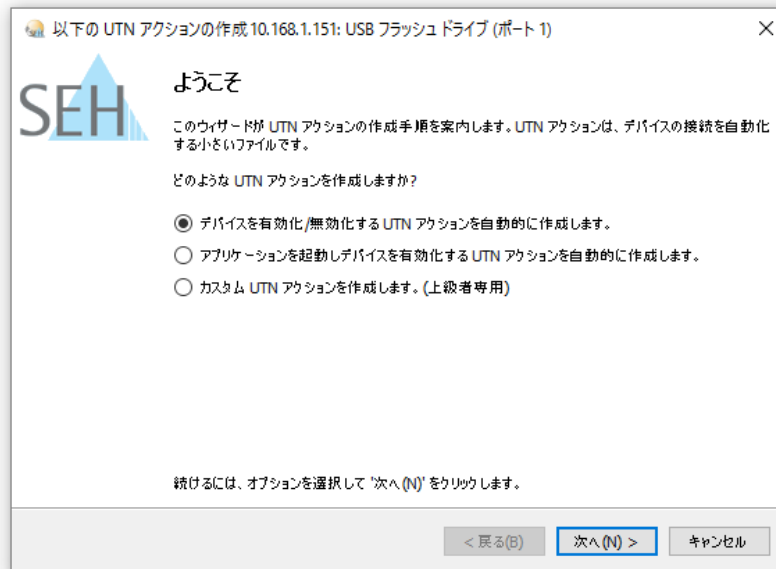 以下の UTN アクションの作成 10.168.1.151: USB フラッシュ ドライブ (ポート 1)
SEH
ようこそ
このウィザードが UTN アクションの作成手順を案内します。UTN アクションは、デバイスの接続を自動化
する小さいファイルです。
どのような UTN アクションを作成しますか?
デバイスを有効化/無効化する UTN アクションを自動的に作成します。
アプリケーションを起動しデバイスを有効化する UTN アクションを自動的に作成します。
カスタム UTN アクションを作成します。(上級者専用)
続けるには、オプションを選択して '次へ(N)' をクリックします。
< 戻る(B)
次へ(N) >
キャンセル